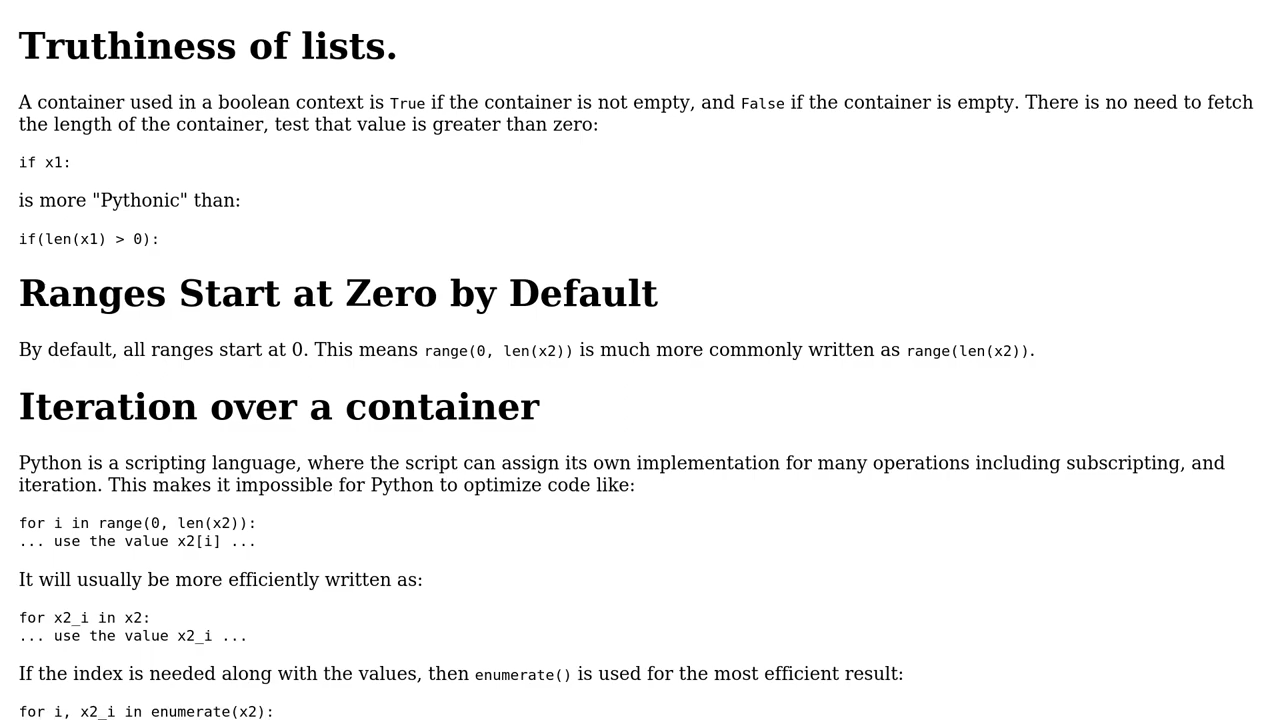 Truthiness of lists.
A container used in a boolean context is True if the container is not empty, and False if the container is empty. There is no need to fetch
the length of the container, test that value is greater than zero:
if x1:
is more "Pythonic" than:
if(len(x1) > 0):
Ranges Start at Zero by Default
By default, all ranges start at 0. This means range(0, len(x2)) is much more commonly written as range(len(x2)).
Iteration over a container
Python is a scripting language, where the script can assign its own implementation for many operations including subscripting, and
iteration. This makes it impossible for Python to optimize code like:
for i in range(0, len(x2)):
... use the value x2[i] ...
It will usually be more efficiently written as:
for x2_i in x2:
... use the value x2_i ...
If the index is needed along with the values, then enumerate() is used for the most efficient result:
for i, x2_i in enumerate(x2):